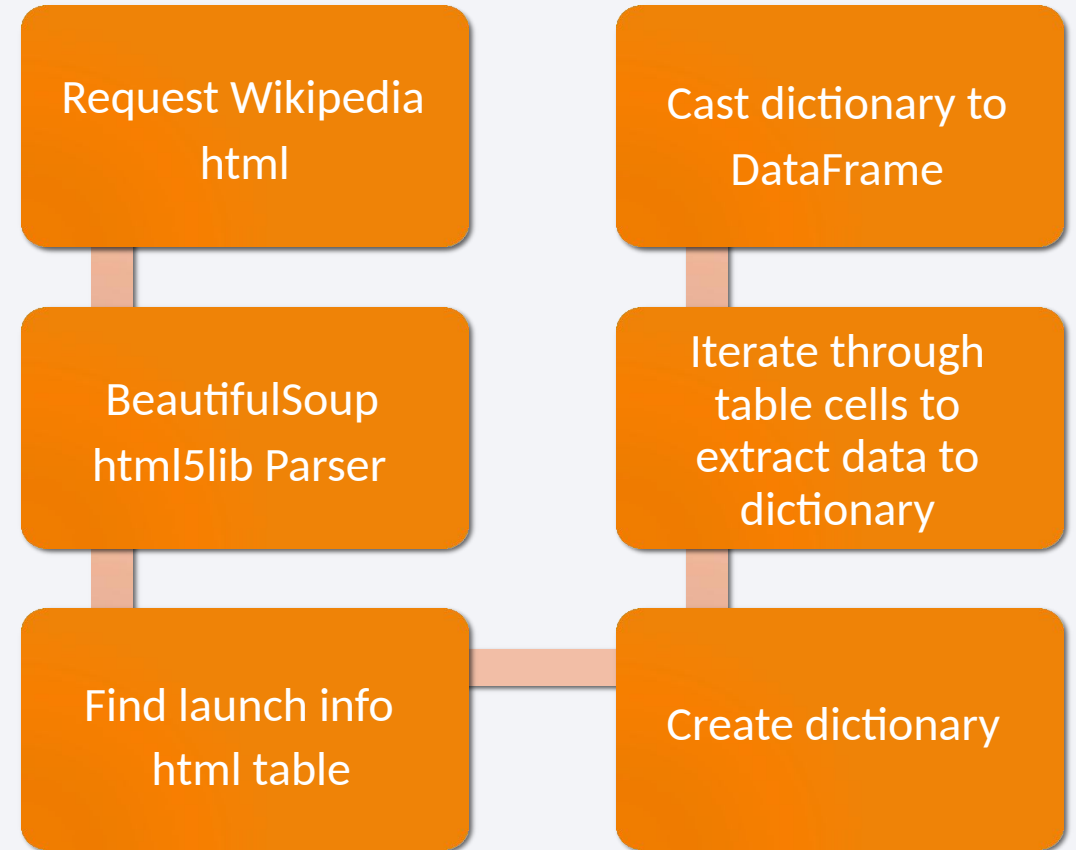 Request Wikipedia
html
BeautifulSoup
html5lib Parser
Find launch info
html table
Create dictionary
Iterate through
table cells to
extract data to
dictionary
Cast dictionary to
DataFrame